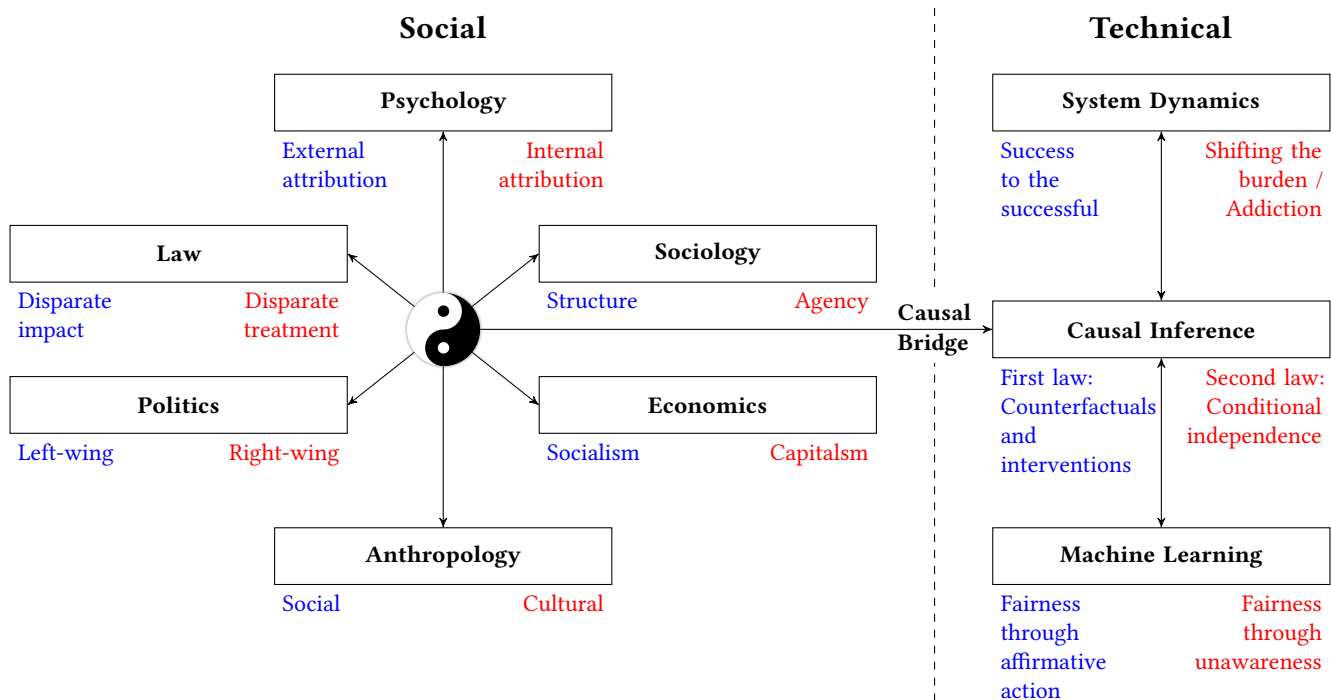 Social
Technical
Psychology
External
attribution
Internal
attribution
Law
Disparate
impact
Disparate
treatment
Sociology
Structure
Agency
Politics
Left-wing
Right-wing
Economics
Socialism
Capitalsm
Anthropology
Social
Cultural
Causal
Bridge
System Dynamics
Success
to the
successful
Shifting the
burden /
Addiction
Causal Inference
First law:
Counterfactuals
and
interventions
Second law:
Conditional
independence
Machine Learning
Fairness
through
affirmative
action
Fairness
through
unawareness